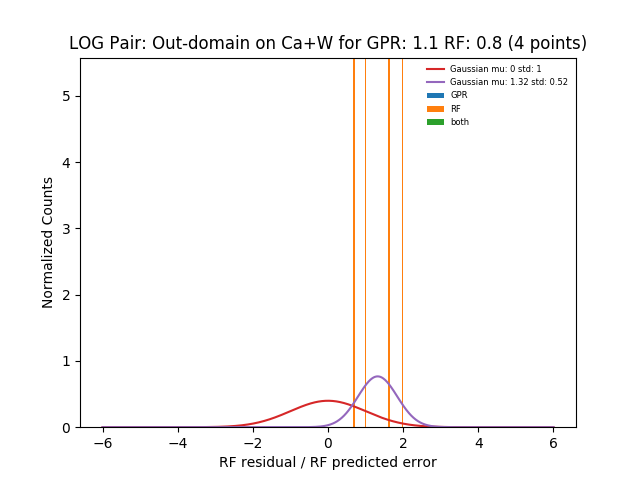 LOG Pair: Out-domain on Ca+W for GPR: 1.1 RF: 0.8 (4 points)
Gaussian mu: 0 std: 1
Gaussian mu: 1.32 std: 0.52
GPR
RF
both
Normalized Counts
5
4
3
2
1
0
−6
−4
−2
0
2
4
6
RF residual / RF predicted error